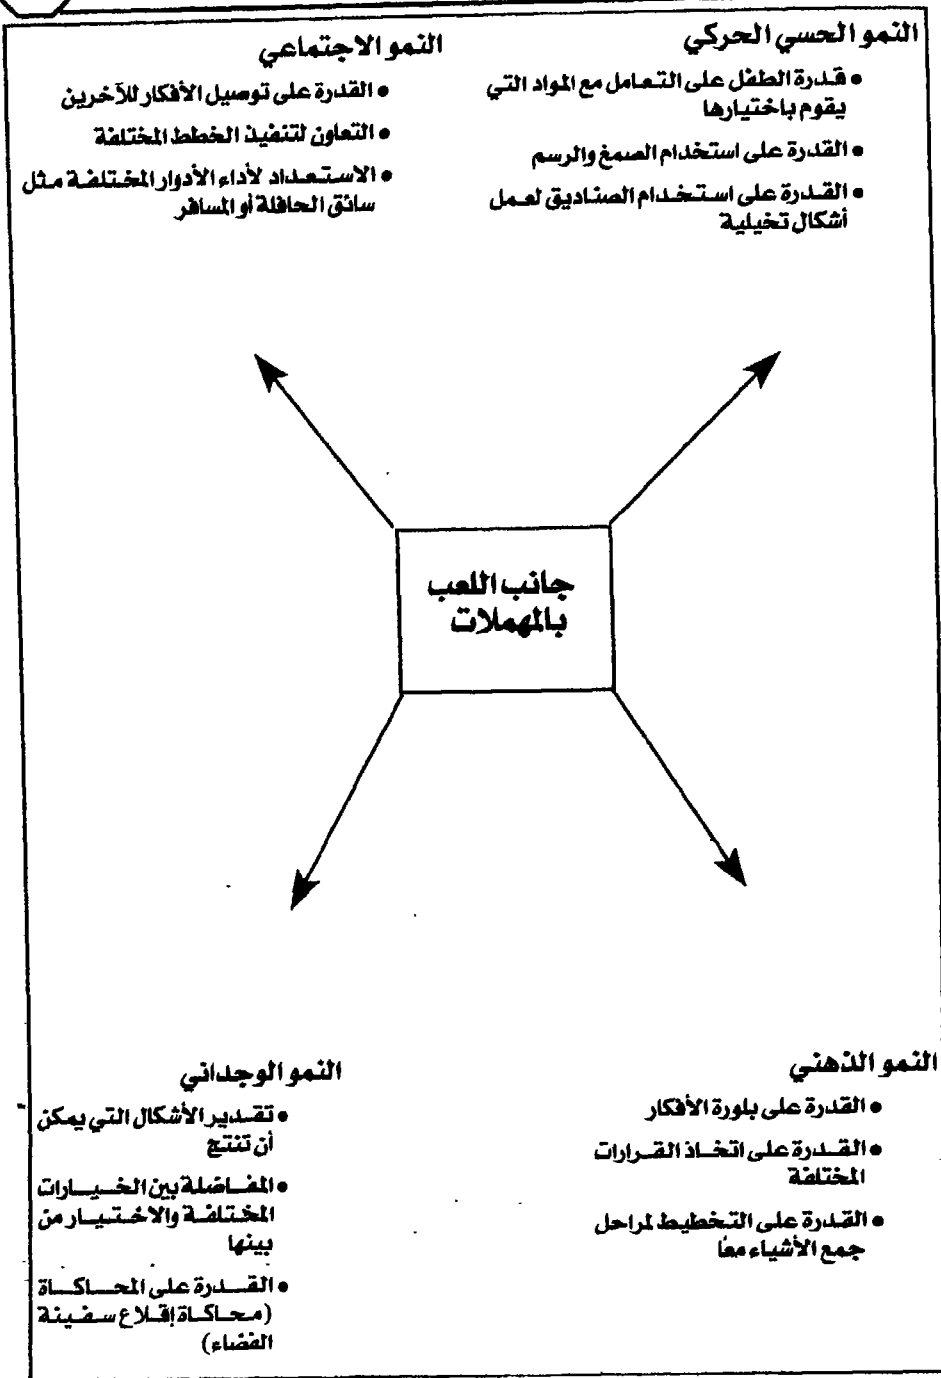 النمو الحسي الحركي
• قدرة الطفل على التعامل مع المواد التي
يقوم باختيارها
• القدرة على استخدام الصمغ والرسم
• القدرة على استخدام الصناديق لعمل
أشكال تخيلية
النمو الاجتماعي
• القدرة على توصيل الأفكار للآخرين
• التعاون لتنفيذ الخطط المختلفة
• الاستعداد لأداء الأدوار المختلفة مثل
سائق الحافلة أو المسافر
جانب اللعب
بالمهملات
النمو الذهني
• القدرة على بلورة الأفكار
• القدرة على اتخاذ القرارات
المختلفة
• القدرة على التخطيط لمراحل
جمع الأشياء معًا
النمو الوجداني
• تقدير الأشكال التي يمكن
أن تنتج
• المفاضلة بين الخيارات
المختلفة والاختيار من
بينها
• القدرة على المحاكاة
(محاكاة إقلاع سفينة
الفضاء)